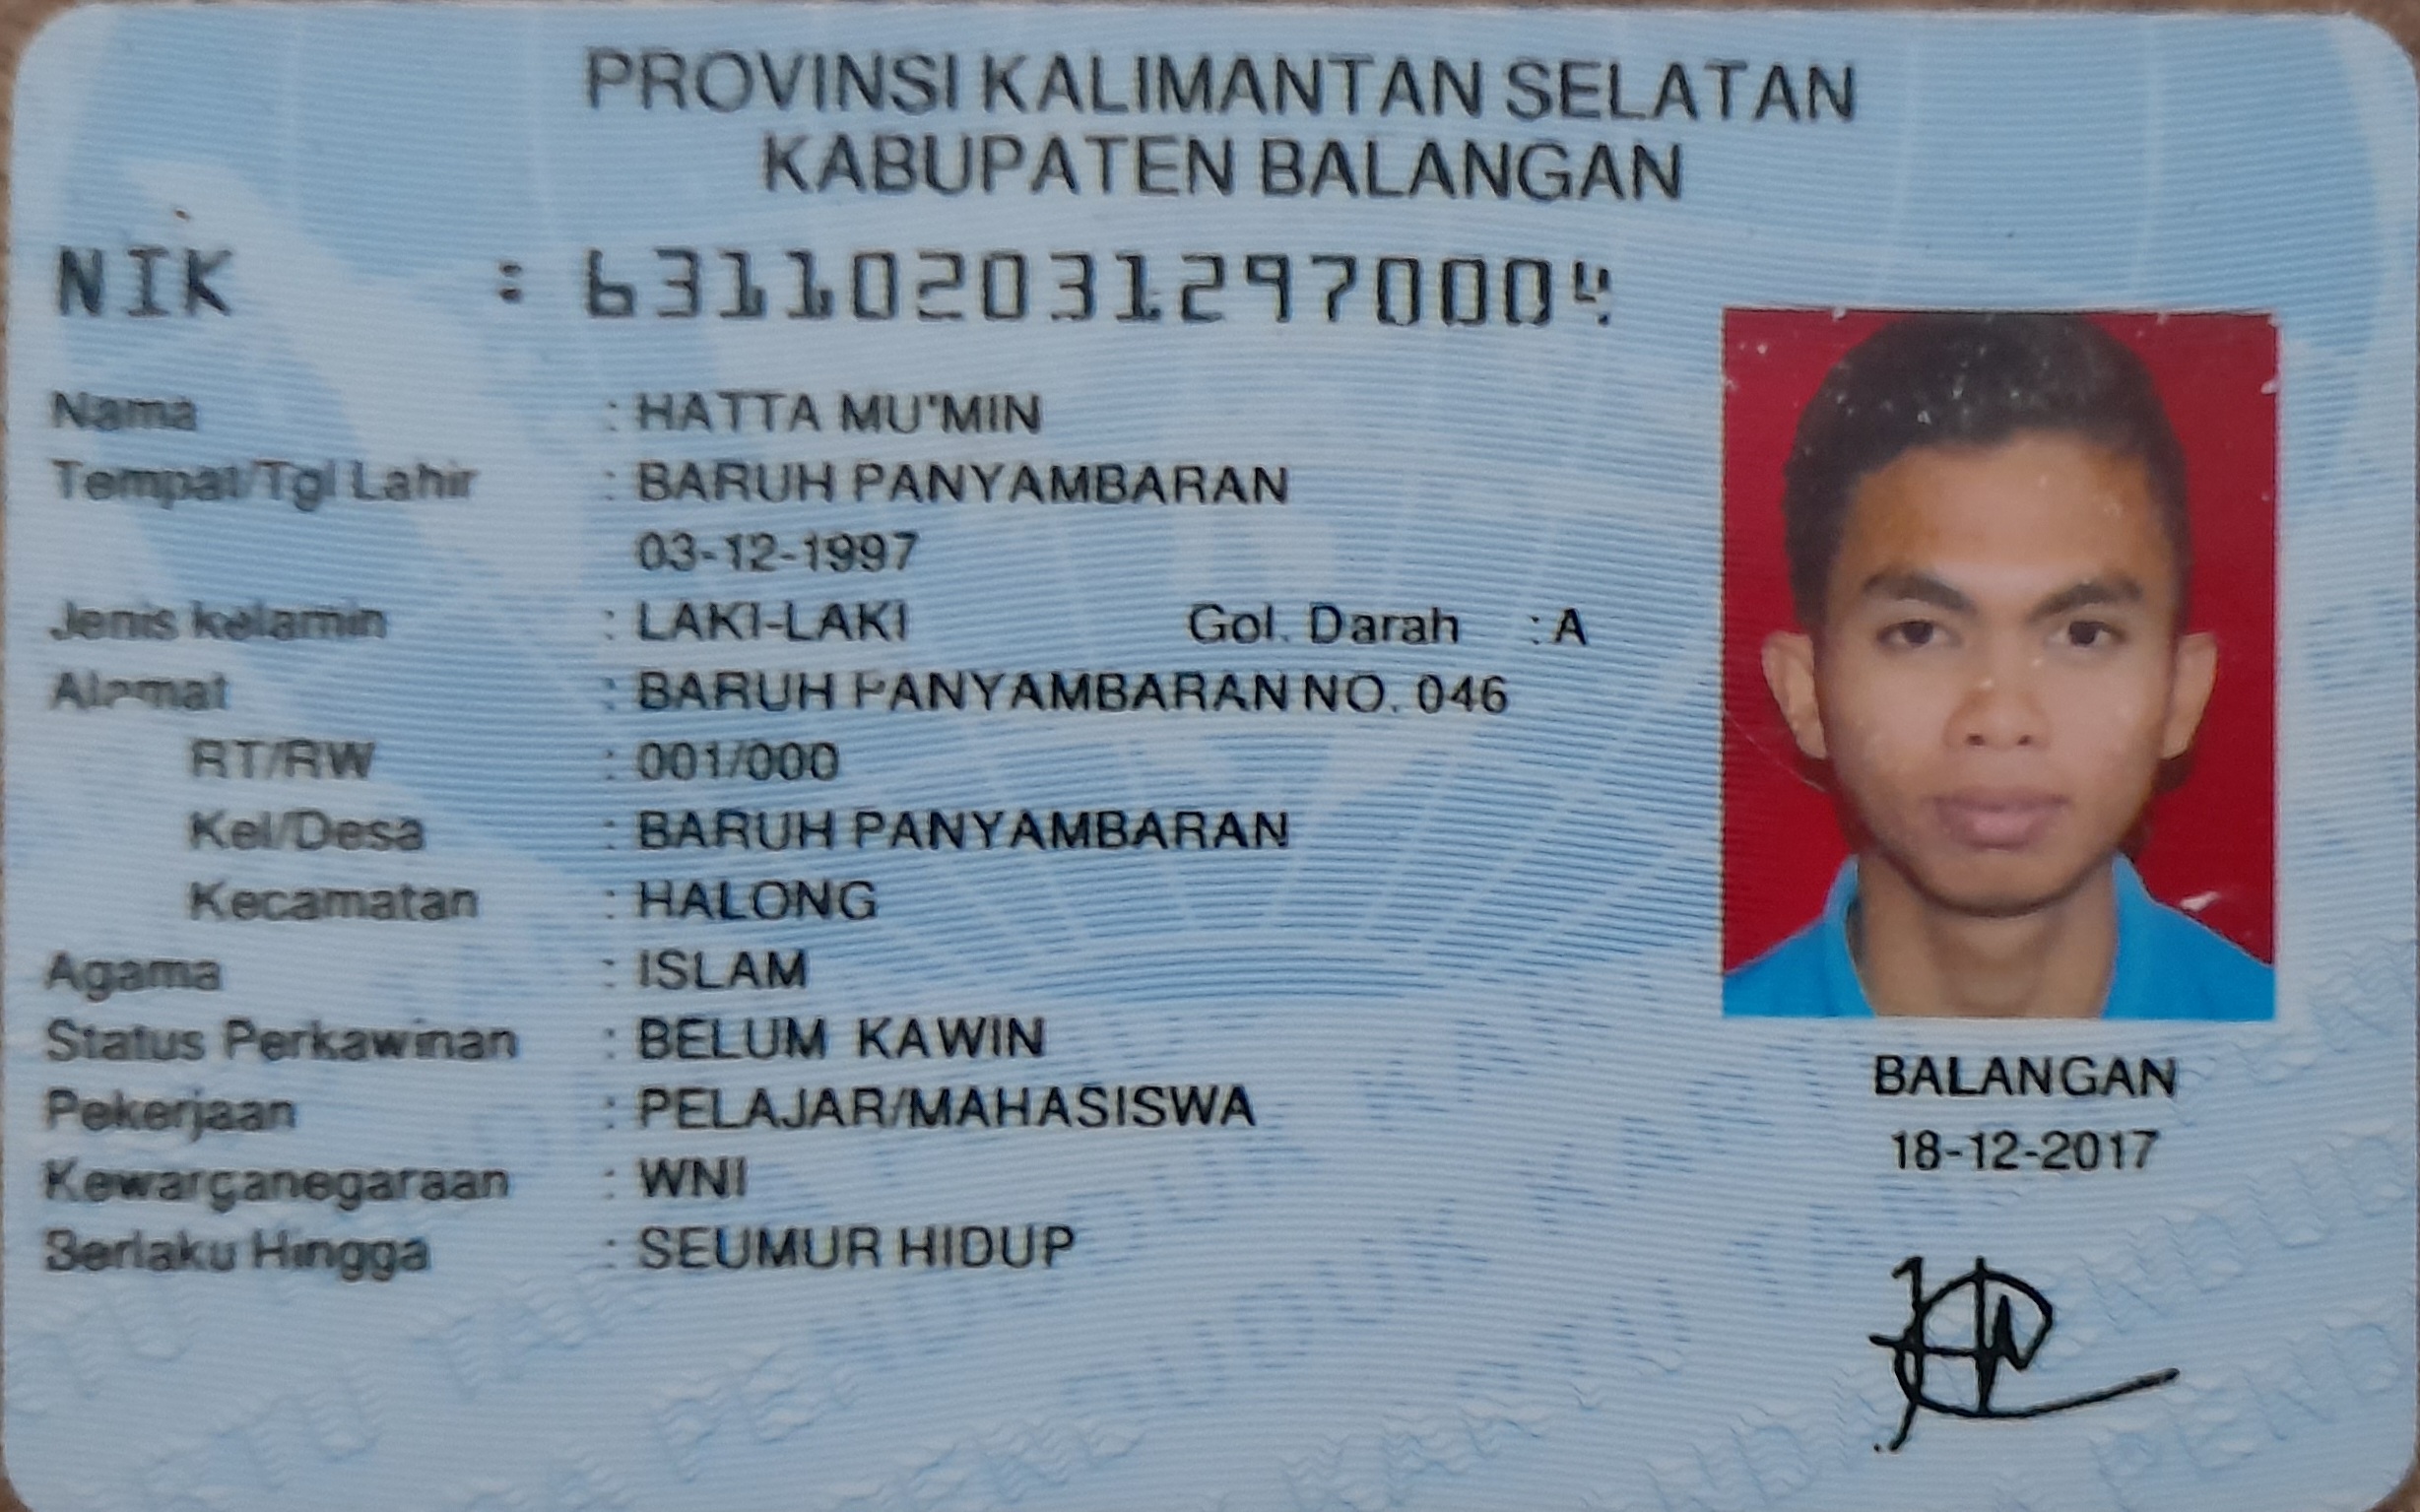 PROVINSI KALIMANTAN SELATAN
KABUPATEN BALANGAN
NIK : 6311020312970004
Nama : HATTA MU'MIN
Tempat/Tgl Lahir : BARUH PANYAMBARAN
03-12-1997
Jenis kelamin : LAKI-LAKI Gol. Darah : A
Alamat : BARUH PANYAMBARAN NO. 046
RT/RW : 001/000
Kel/Desa : BARUH PANYAMBARAN
Kecamatan : HALONG
Agama : ISLAM
Status Perkawinan : BELUM KAWIN
Pekerjaan : PELAJAR/MAHASISWA
Kewarganegaraan : WNI
Berlaku Hingga : SEUMUR HIDUP
BALANGAN
18-12-2017